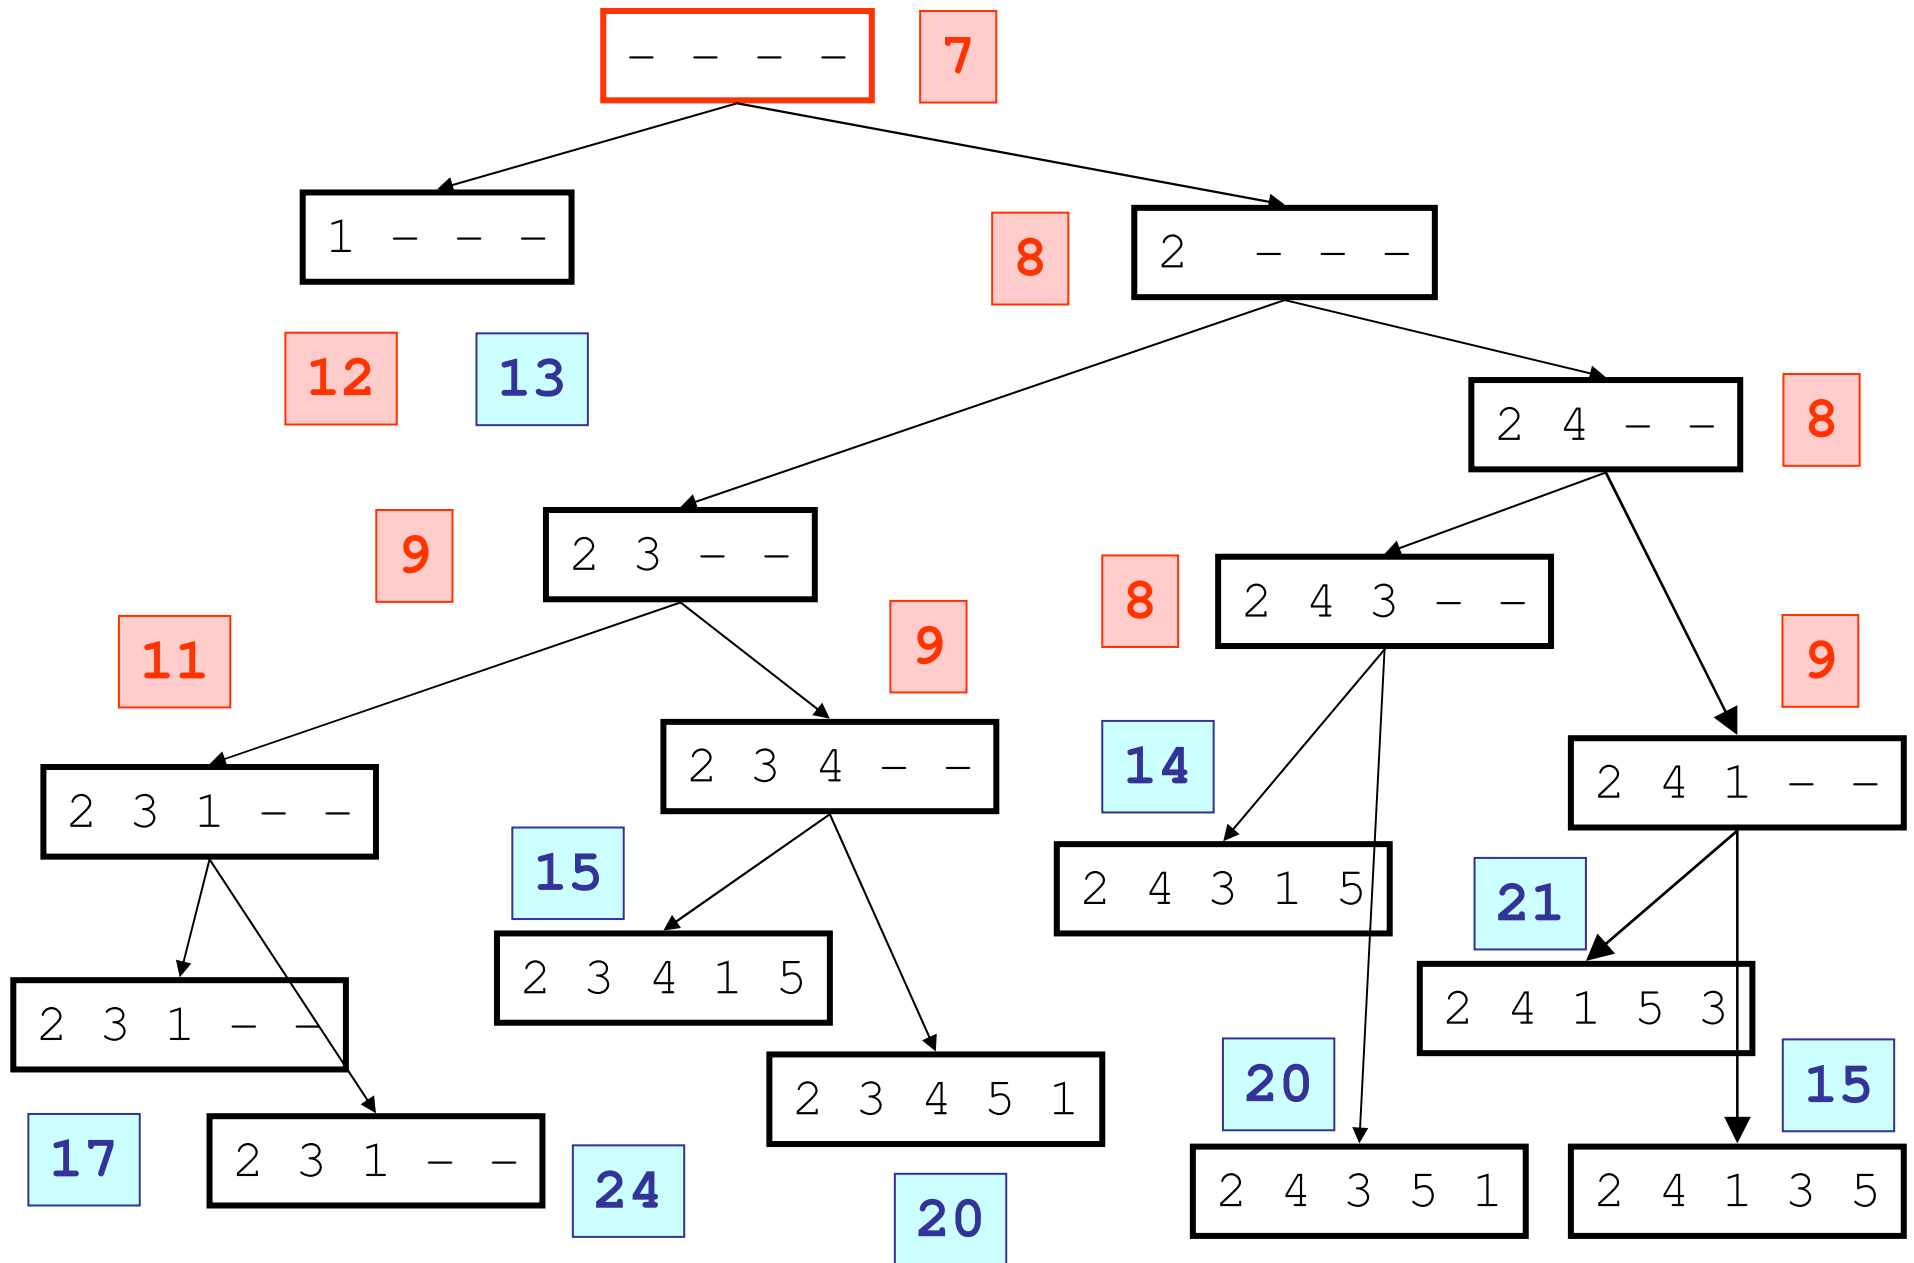 - - - -
7
1 - - -
8
2 - - -
12
13
2 4 - -
8
9
2 3 - -
8
2 4 3 - -
11
9
9
2 3 1 - -
2 3 4 - -
14
2 4 1 - -
15
2 4 3 1 5
21
2 3 1 - -
2 3 4 1 5
2 4 1 5 3
17
2 3 1 - -
24
2 3 4 5 1
20
20
2 4 3 5 1
15
2 4 1 3 5